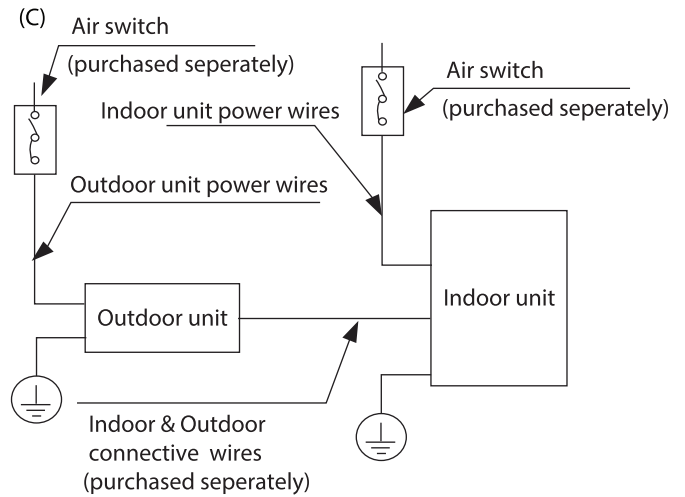 (C)
Air switch
(purchased seperately)
Air switch
(purchased seperately)
Indoor unit power wires
Outdoor unit power wires
Outdoor unit
Indoor unit
Indoor & Outdoor
connective wires
(purchased seperately)